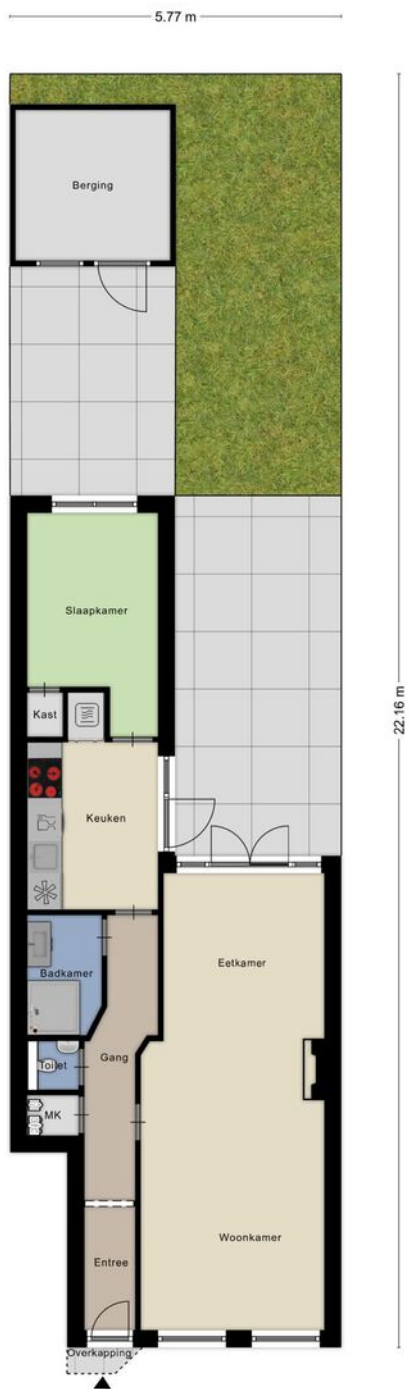 5.77 m
Berging
Slaapkamer
22.16 m
Kast
Keuken
Eetkamer
Badkamer
Gang
Toilet
MK
Woonkamer
Entree
Overkapping